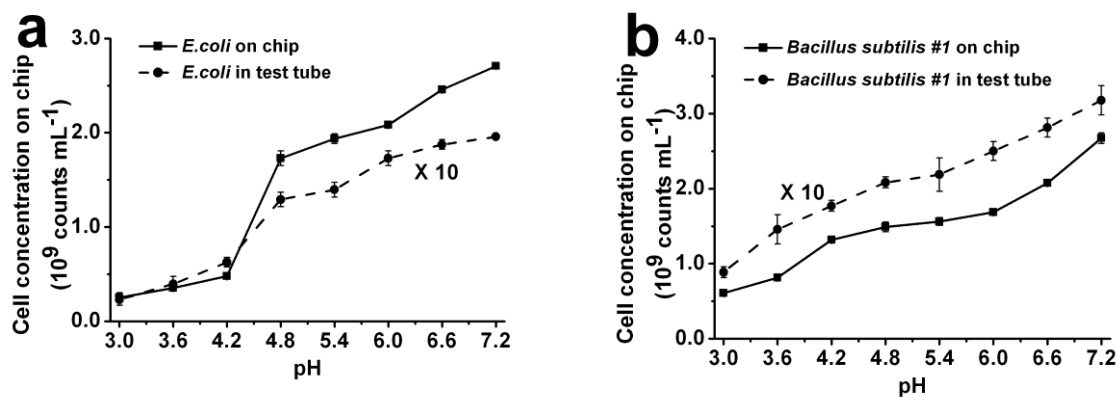 a
E.coli on chip
E.coli in test tube
X 10
Cell concentration on chip
(10⁹ counts mL⁻¹)
3.0
2.0
1.0
0.0
3.0 3.6 4.2 4.8 5.4 6.0 6.6 7.2
pH
b
Bacillus subtilis #1 on chip
Bacillus subtilis #1 in test tube
X 10
Cell concentration on chip
(10⁹ counts mL⁻¹)
4.0
3.0
2.0
1.0
0.0
3.0 3.6 4.2 4.8 5.4 6.0 6.6 7.2
pH